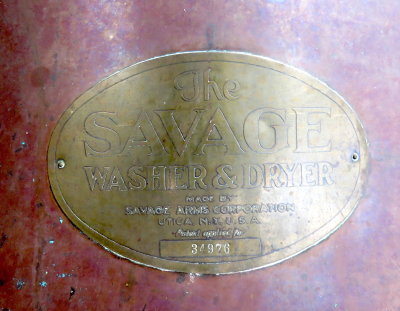 The
SAVAGE
WASHER & DRYER
MADE BY
SAVAGE ARMS CORPORATION
UTICA, N.Y., U.S.A.
34976